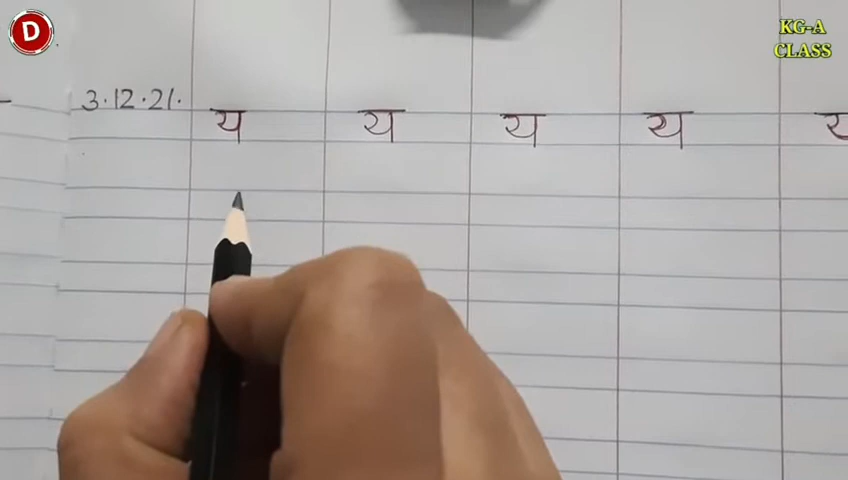 D
KG-A
CLASS
3.12.21.
य य य य य